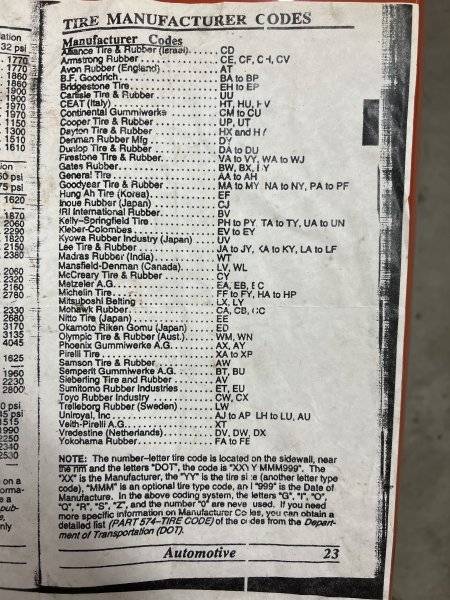 TIRE MANUFACTURER CODES
Manufacturer Codes
Alliance Tire & Rubber (Israel) . . . . . CD
Armstrong Rubber . . . . . CE, CF, CH, CV
Avon Rubber (England) . . . . . AT
B.F. Goodrich . . . . . BA to BP
Bridgestone Tire . . . . . EH to EP
Carlisle Tire & Rubber . . . . . UU
CEAT (Italy) . . . . . HT, HU, HV
Continental Gummiwerke . . . . . CM to CU
Cooper Tire & Rubber . . . . . UP, UT
Dayton Tire & Rubber . . . . . HX and HY
Denman Rubber Mfg . . . . . DY
Dunlop Tire & Rubber . . . . . DA to DU
Firestone Tire & Rubber . . . . . VA to VY, WA to WJ
Gates Rubber . . . . . BW, BX, BY
General Tire . . . . . AA to AH
Goodyear Tire & Rubber . . . . . MA to MY NA to NY, PA to PF
Hung Ah Tire (Korea) . . . . . EF
Inoue Rubber (Japan) . . . . . CJ
IRI International Rubber . . . . . BV
Kelly-Springfield Tire . . . . . PH to PY TA to TY, UA to UN
Kleber-Colombes . . . . . EV to EY
Kyowa Rubber Industry (Japan) . . . . . UV
Lee Tire & Rubber . . . . . JA to JY, KA to KY, LA to LF
Madras Rubber (India) . . . . . WT
Mansfield-Denman (Canada) . . . . . LV, WL
McCreary Tire & Rubber . . . . . CY
Metzeler A.G. . . . . . EA, EB, EC
Michelin Tire . . . . . FF to FY, HA to HP
Mitsuboshi Belting . . . . . LX, LY
Mohawk Rubber . . . . . CA, CB, CC
Nitto Tire (Japan) . . . . . EE
Okamoto Riken Gomu (Japan) . . . . . ED
Olympic Tire & Rubber (Aust.) . . . . . WM, WN
Phoenix Gummiwerke A.G. . . . . . AX, AY
Pirelli Tire . . . . . XA to XP
Samson Tire & Rubber . . . . . AW
Semperit Gummiwerke A.G. . . . . . BT, BU
Sieberling Tire and Rubber . . . . . AV
Sumitomo Rubber Industries . . . . . ET, EU
Toyo Rubber Industry . . . . . CW, CX
Trelleborg Rubber (Sweden) . . . . . LW
Uniroyal, Inc . . . . . AJ to AP LH to LU, AU
Veith-Pirelli A.G. . . . . . XT
Vredestine (Netherlands) . . . . . DV, DW, DX
Yokohama Rubber . . . . . FA to FE
NOTE: The number-letter tire code is located on the sidewall, near
the rim and the letters "DOT", the code is "XXYY MMM999". The
"XX" is the Manufacturer, the "YY" is the tire size (another letter type
code), "MMM" is an optional tire type code, and "999" is the Date of
Manufacture. In the above coding system, the letters "G", "I", "O",
"Q", "R", "S", "Z", and the number "0" are never used. If you need
more specific information on Manufacturer Codes, you can obtain a
detailed list (PART 574-TIRE CODE) of the codes from the Depart-
ment of Transportation (DOT).
Automotive 23